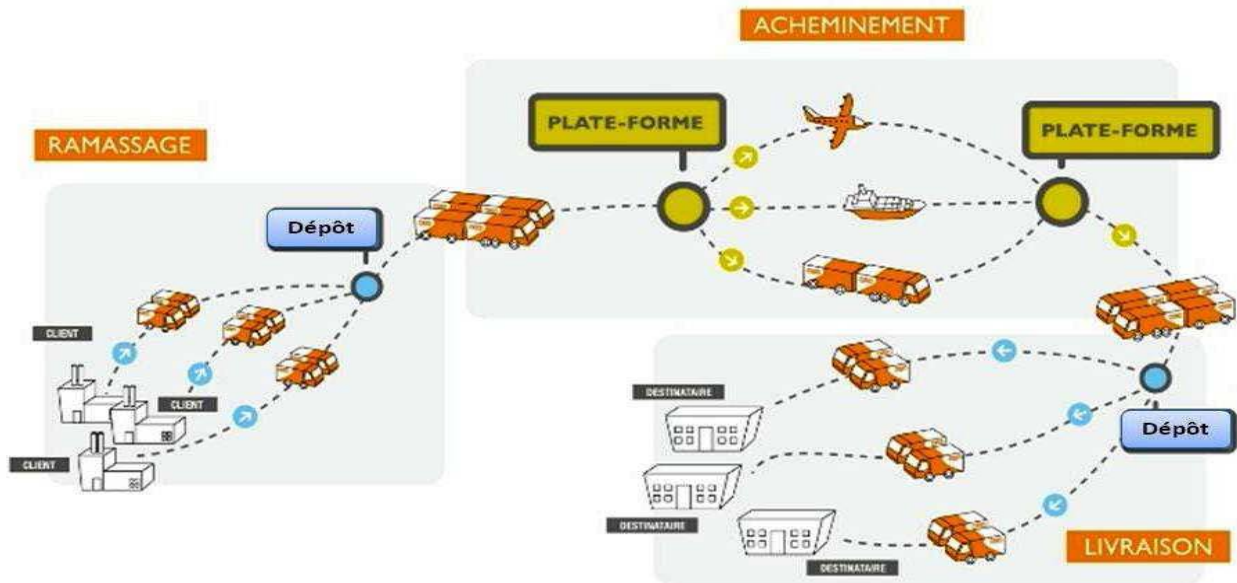 ACHEMINEMENT
PLATE-FORME
PLATE-FORME
RAMASSAGE
Dépôt
CLIENT
CLIENT
CLIENT
DESTINATAIRE
Dépôt
DESTINATAIRE
DESTINATAIRE
LIVRAISON